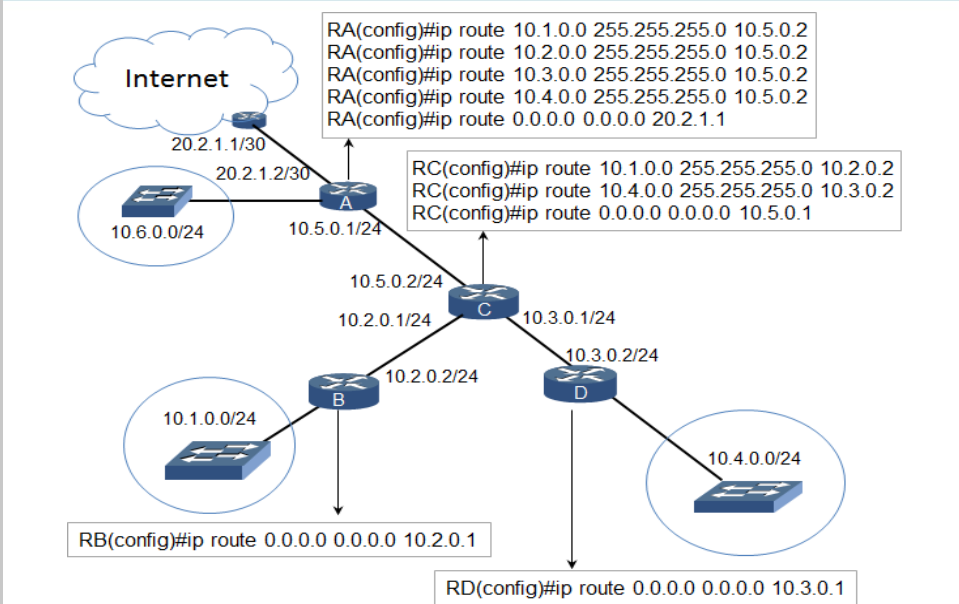 RA(config)#ip route 10.1.0.0 255.255.255.0 10.5.0.2
RA(config)#ip route 10.2.0.0 255.255.255.0 10.5.0.2
RA(config)#ip route 10.3.0.0 255.255.255.0 10.5.0.2
RA(config)#ip route 10.4.0.0 255.255.255.0 10.5.0.2
RA(config)#ip route 0.0.0.0 0.0.0.0 20.2.1.1
Internet
20.2.1.1/30
20.2.1.2/30
RC(config)#ip route 10.1.0.0 255.255.255.0 10.2.0.2
RC(config)#ip route 10.4.0.0 255.255.255.0 10.3.0.2
RC(config)#ip route 0.0.0.0 0.0.0.0 10.5.0.1
A
10.6.0.0/24
10.5.0.1/24
10.5.0.2/24
C
10.2.0.1/24
10.3.0.1/24
10.3.0.2/24
10.2.0.2/24
B
D
10.1.0.0/24
10.4.0.0/24
RB(config)#ip route 0.0.0.0 0.0.0.0 10.2.0.1
RD(config)#ip route 0.0.0.0 0.0.0.0 10.3.0.1